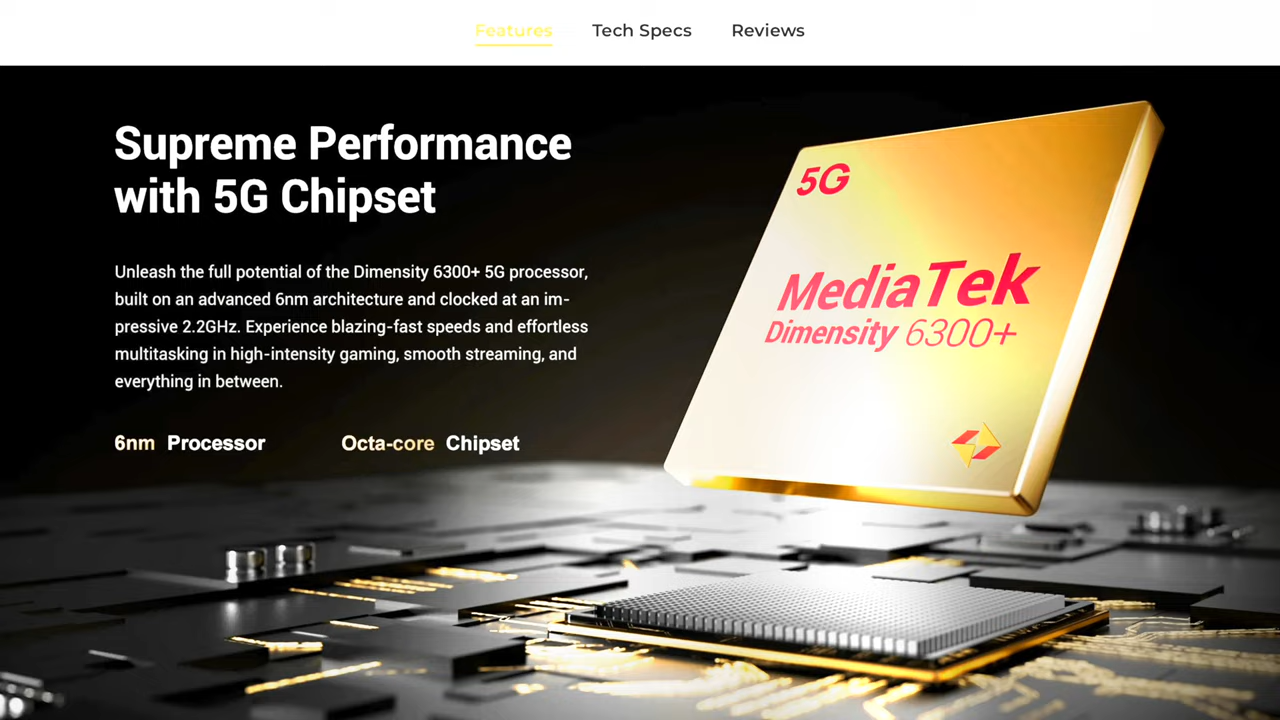 Features Tech Specs Reviews
Supreme Performance
with 5G Chipset
Unleash the full potential of the Dimensity 6300+ 5G processor,
built on an advanced 6nm architecture and clocked at an im-
pressive 2.2GHz. Experience blazing-fast speeds and effortless
multitasking in high-intensity gaming, smooth streaming, and
everything in between.
6nm Processor Octa-core Chipset
5G
MediaTek
Dimensity 6300+